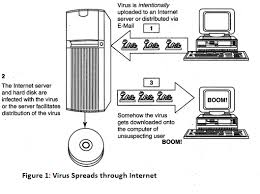 Virus is intentionally
uploaded to an Internet
server or distributed via
E-Mail
1
2
The Internet server
and hard disk are
infected with the virus
or the server facilitates
distribution of the virus
3
BOOM!
Somehow the virus
gets downloaded onto
the computer of
unsuspecting user
BOOM!
Figure 1: Virus Spreads through Internet